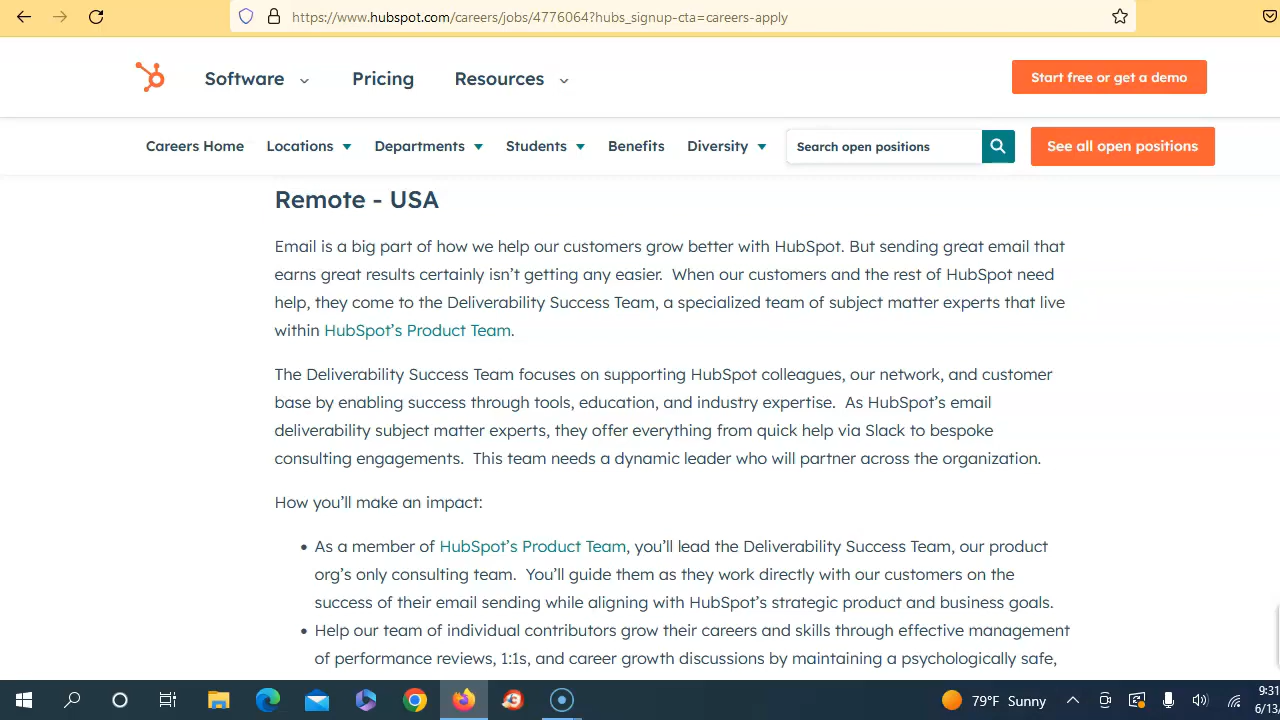 https://www.hubspot.com/careers/jobs/4776064?hubs_signup-cta=careers-apply
Software Pricing Resources Start free or get a demo
Careers Home Locations Departments Students Benefits Diversity Search open positions See all open positions
Remote - USA
Email is a big part of how we help our customers grow better with HubSpot. But sending great email that
earns great results certainly isn't getting any easier.  When our customers and the rest of HubSpot need
help, they come to the Deliverability Success Team, a specialized team of subject matter experts that live
within HubSpot's Product Team.
The Deliverability Success Team focuses on supporting HubSpot colleagues, our network, and customer
base by enabling success through tools, education, and industry expertise.  As HubSpot's email
deliverability subject matter experts, they offer everything from quick help via Slack to bespoke
consulting engagements.  This team needs a dynamic leader who will partner across the organization.
How you'll make an impact:
• As a member of HubSpot's Product Team, you'll lead the Deliverability Success Team, our product
org's only consulting team.  You'll guide them as they work directly with our customers on the
success of their email sending while aligning with HubSpot's strategic product and business goals.
• Help our team of individual contributors grow their careers and skills through effective management
of performance reviews, 1:1s, and career growth discussions by maintaining a psychologically safe,
79°F Sunny
9:31
6/13/